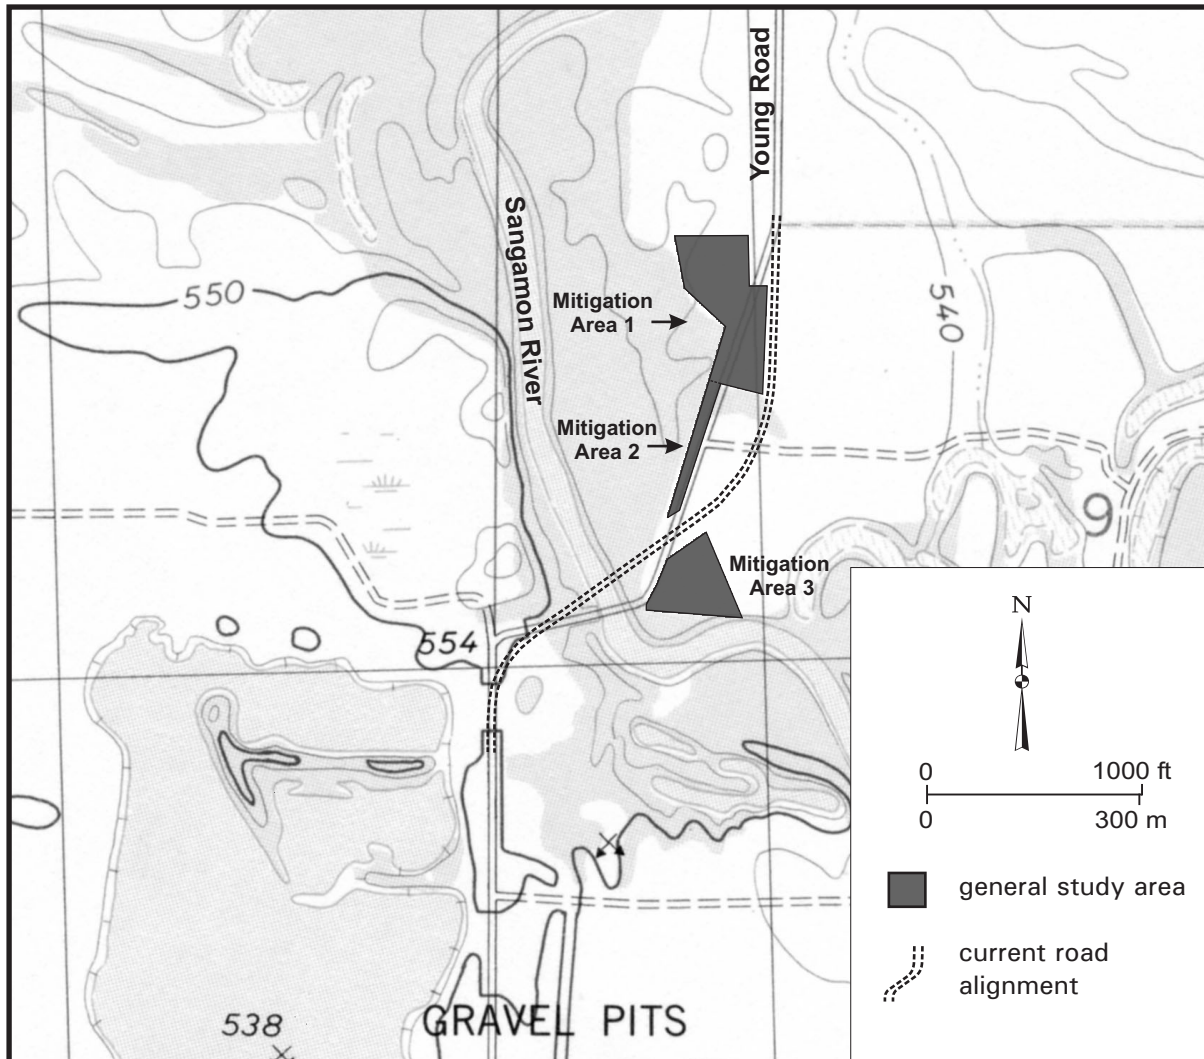 Young Road
Sangamon River
550
540
Mitigation
Area 1
Mitigation
Area 2
9
Mitigation
Area 3
554
N
0 1000 ft
0 300 m
general study area
current road
alignment
538
GRAVEL PITS